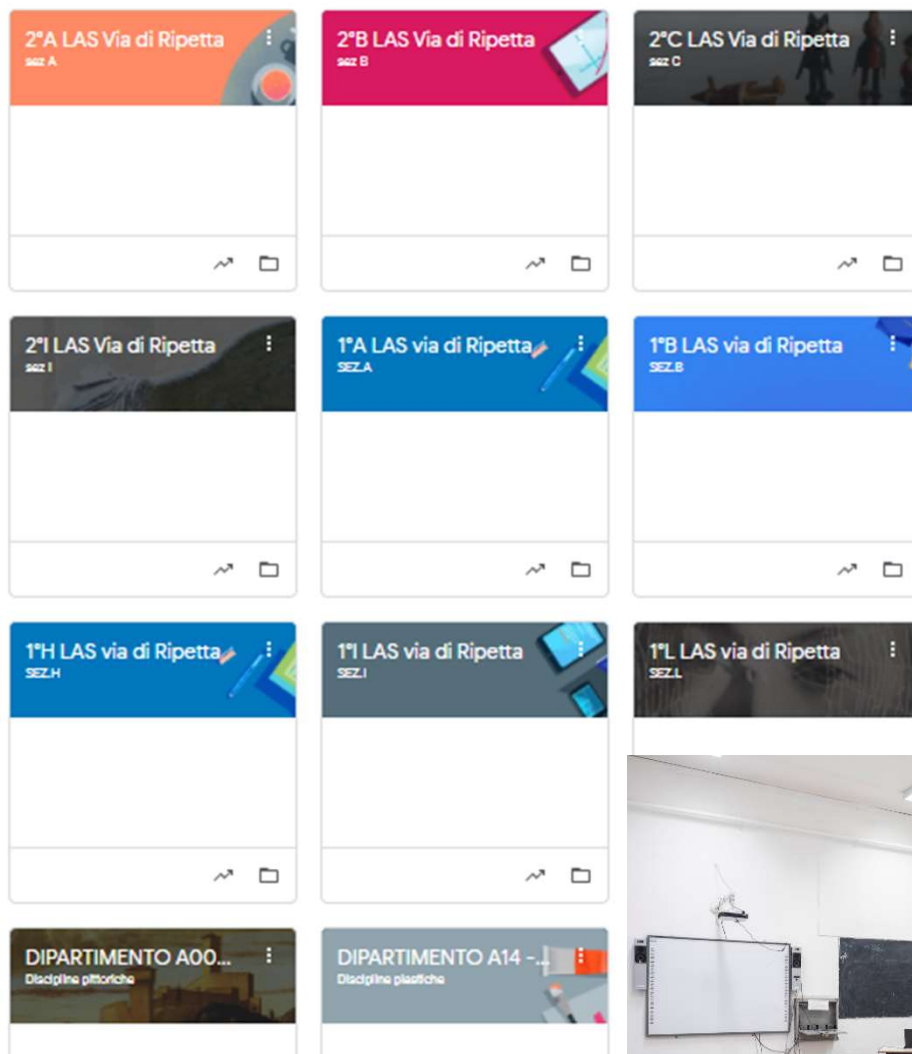 2°A LAS Via di Ripetta
sez A
2°B LAS Via di Ripetta
sez B
2°C LAS Via di Ripetta
sez C
2°I LAS Via di Ripetta
sez I
1°A LAS via di Ripetta
SEZ.A
1°B LAS via di Ripetta
SEZ.B
1°H LAS via di Ripetta
SEZ.H
1°I LAS via di Ripetta
SEZ.I
1°L LAS via di Ripetta
SEZ.L
DIPARTIMENTO A00...
Discipline pittoriche
DIPARTIMENTO A14 -...
Discipline plastiche